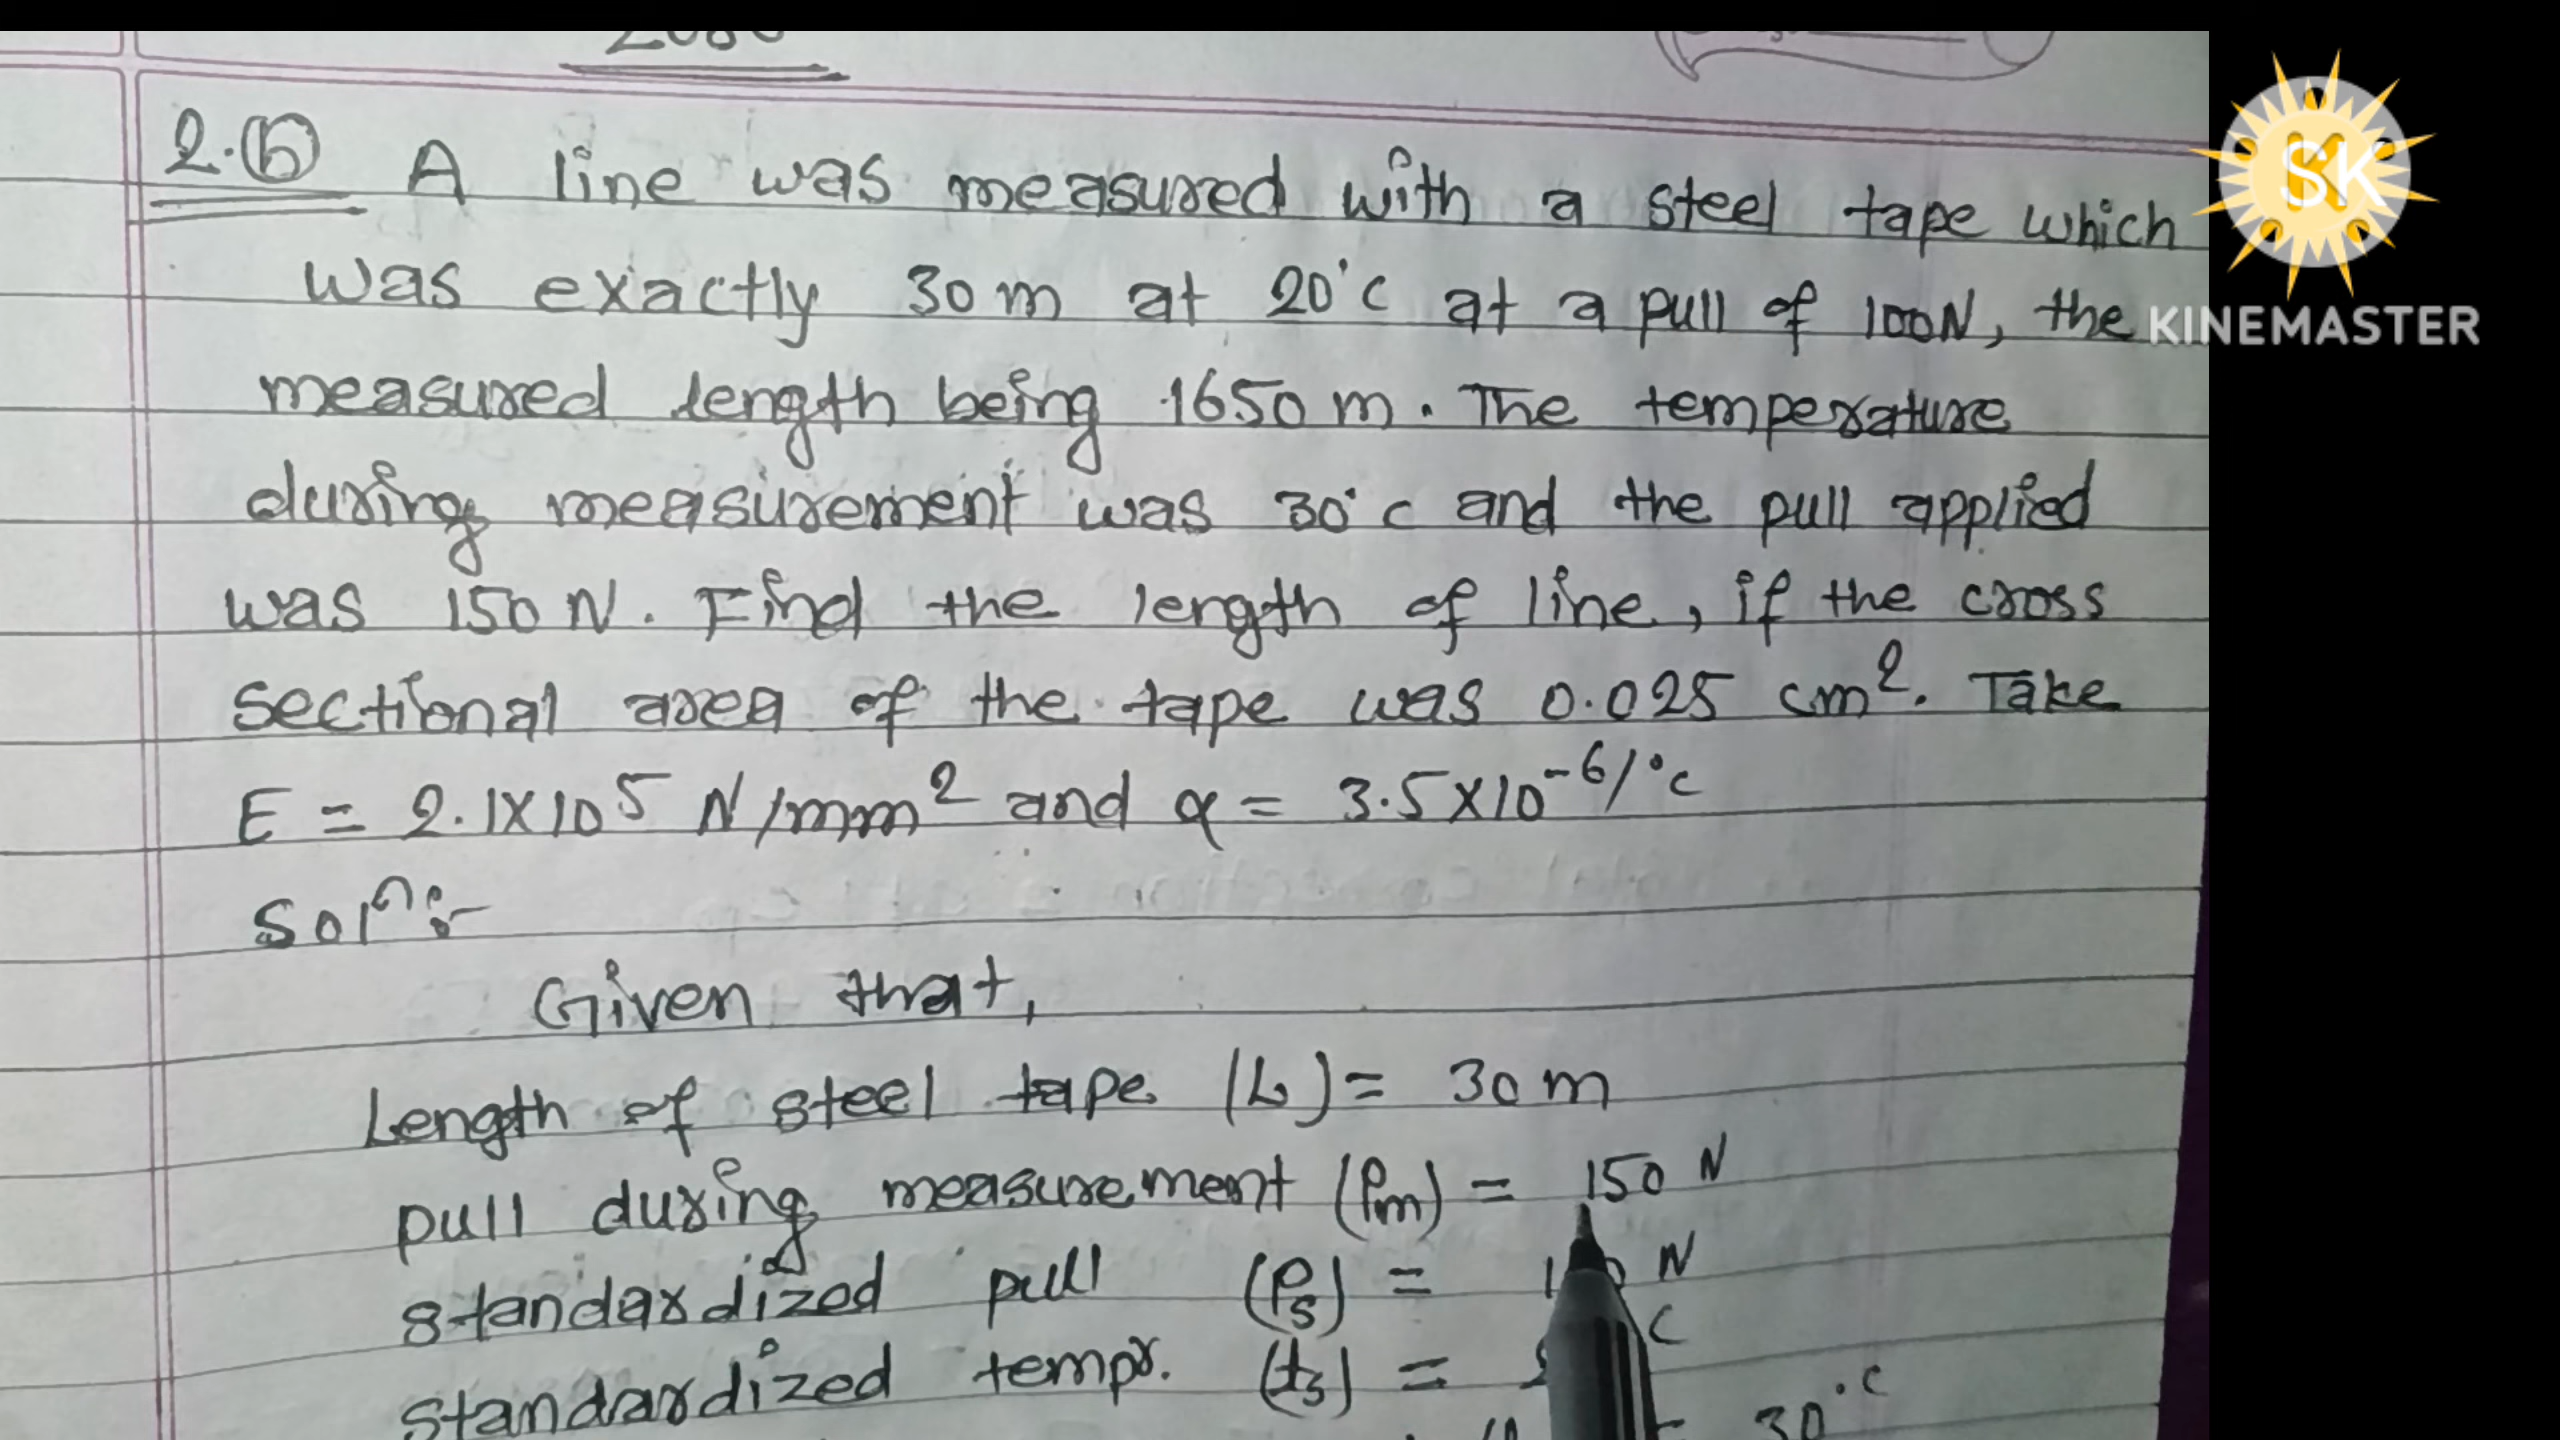 2.(b) A line was measured with a steel tape which
was exactly 30 m at 20°c at a pull of 100N, the
measured length being 1650 m. The temperature
during measurement was 30°c and the pull applied
was 150 N. Find the length of line, if the cross
sectional area of the tape was 0.025 cm². Take
E = 2.1X10⁵ N/mm² and α = 3.5X10⁻⁶/°c
Solⁿ:-
Given that,
Length of steel tape (L) = 30 m
pull during measurement (Pm) = 150 N
standardized pull (Ps) = N
standardized tempr. (ts) = c
30°c
SK
KINEMASTER